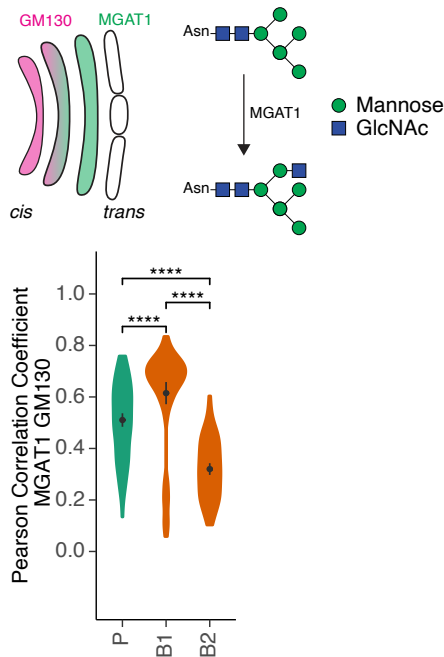 GM130 MGAT1
cis trans
Asn
MGAT1
Asn
Mannose
GlcNAc
Pearson Correlation Coefficient
MGAT1 GM130
1.0
0.8
0.6
0.4
0.2
0.0
****
****
****
P B1 B2